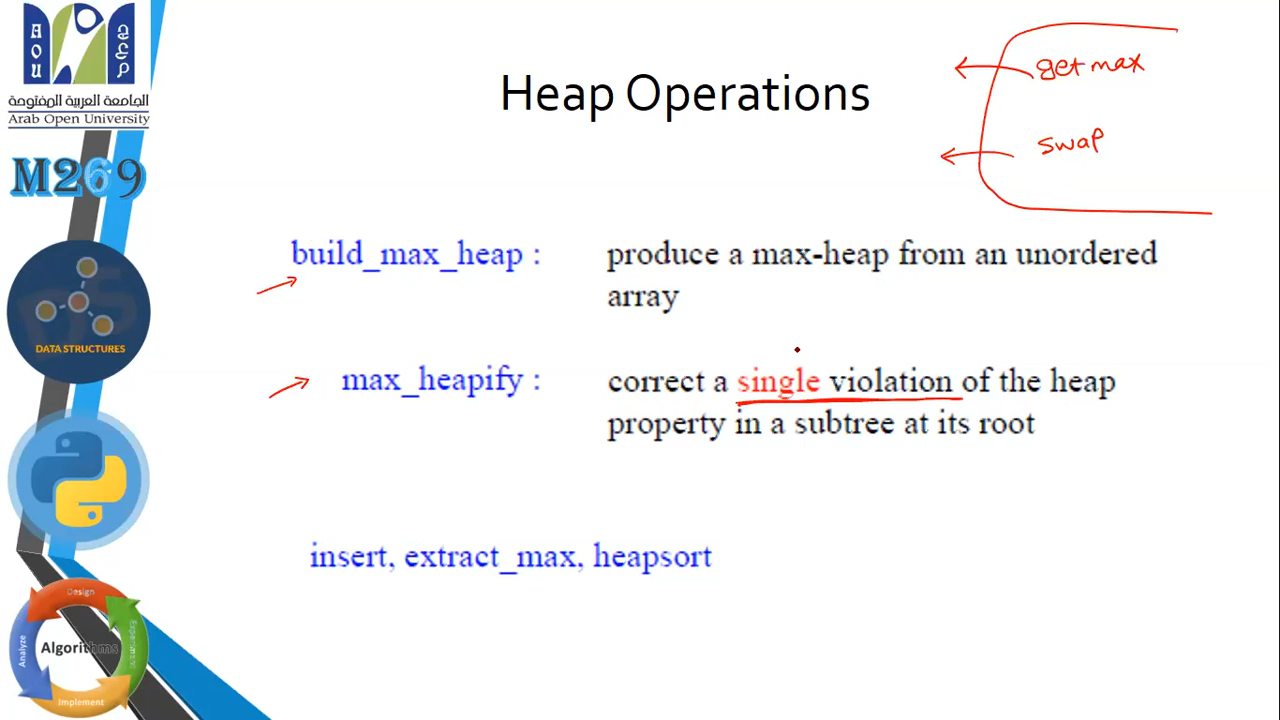 AOU
الجامعة العربية المفتوحة
Arab Open University
M269
Heap Operations
get max
swap
build_max_heap : produce a max-heap from an unordered
array
max_heapify : correct a single violation of the heap
property in a subtree at its root
insert, extract_max, heapsort
DATA STRUCTURES
Design
Analyze
Algorithms
Implement